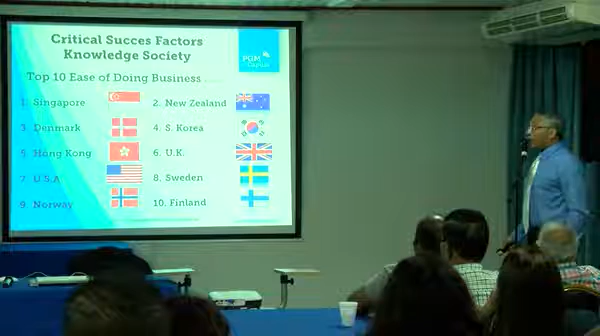 Critical Succes Factors
Knowledge Society
PGM
Capital
Top 10 Ease of Doing Business
1. Singapore
2. New Zealand
3. Denmark
4. S. Korea
5. Hong Kong
6. U.K.
7. U.S.A
8. Sweden
9. Norway
10. Finland